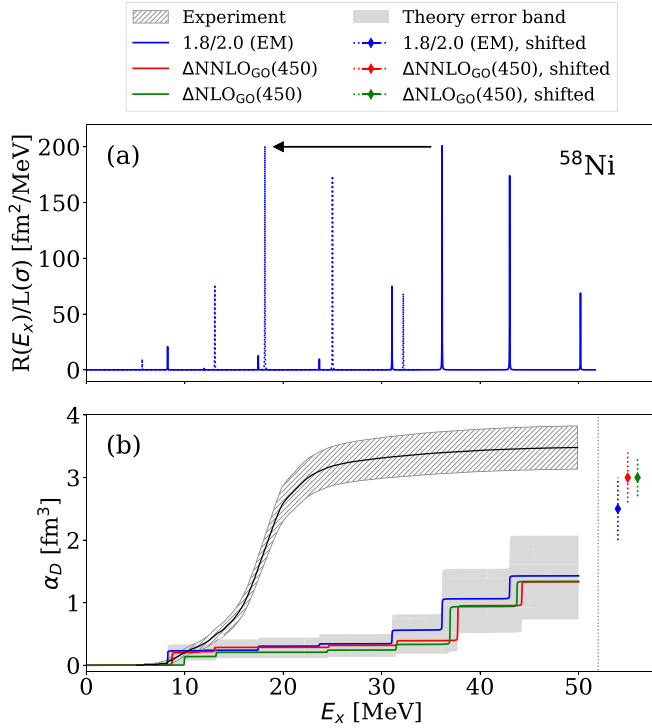 Experiment
Theory error band
1.8/2.0 (EM)
1.8/2.0 (EM), shifted
ΔNNLO_GO(450)
ΔNNLO_GO(450), shifted
ΔNLO_GO(450)
ΔNLO_GO(450), shifted
(a)
⁵⁸Ni
R(E_x)/L(σ) [fm²/MeV]
200
150
100
50
0
(b)
α_D [fm³]
4
3
2
1
0
0 10 20 30 40 50
E_x [MeV]